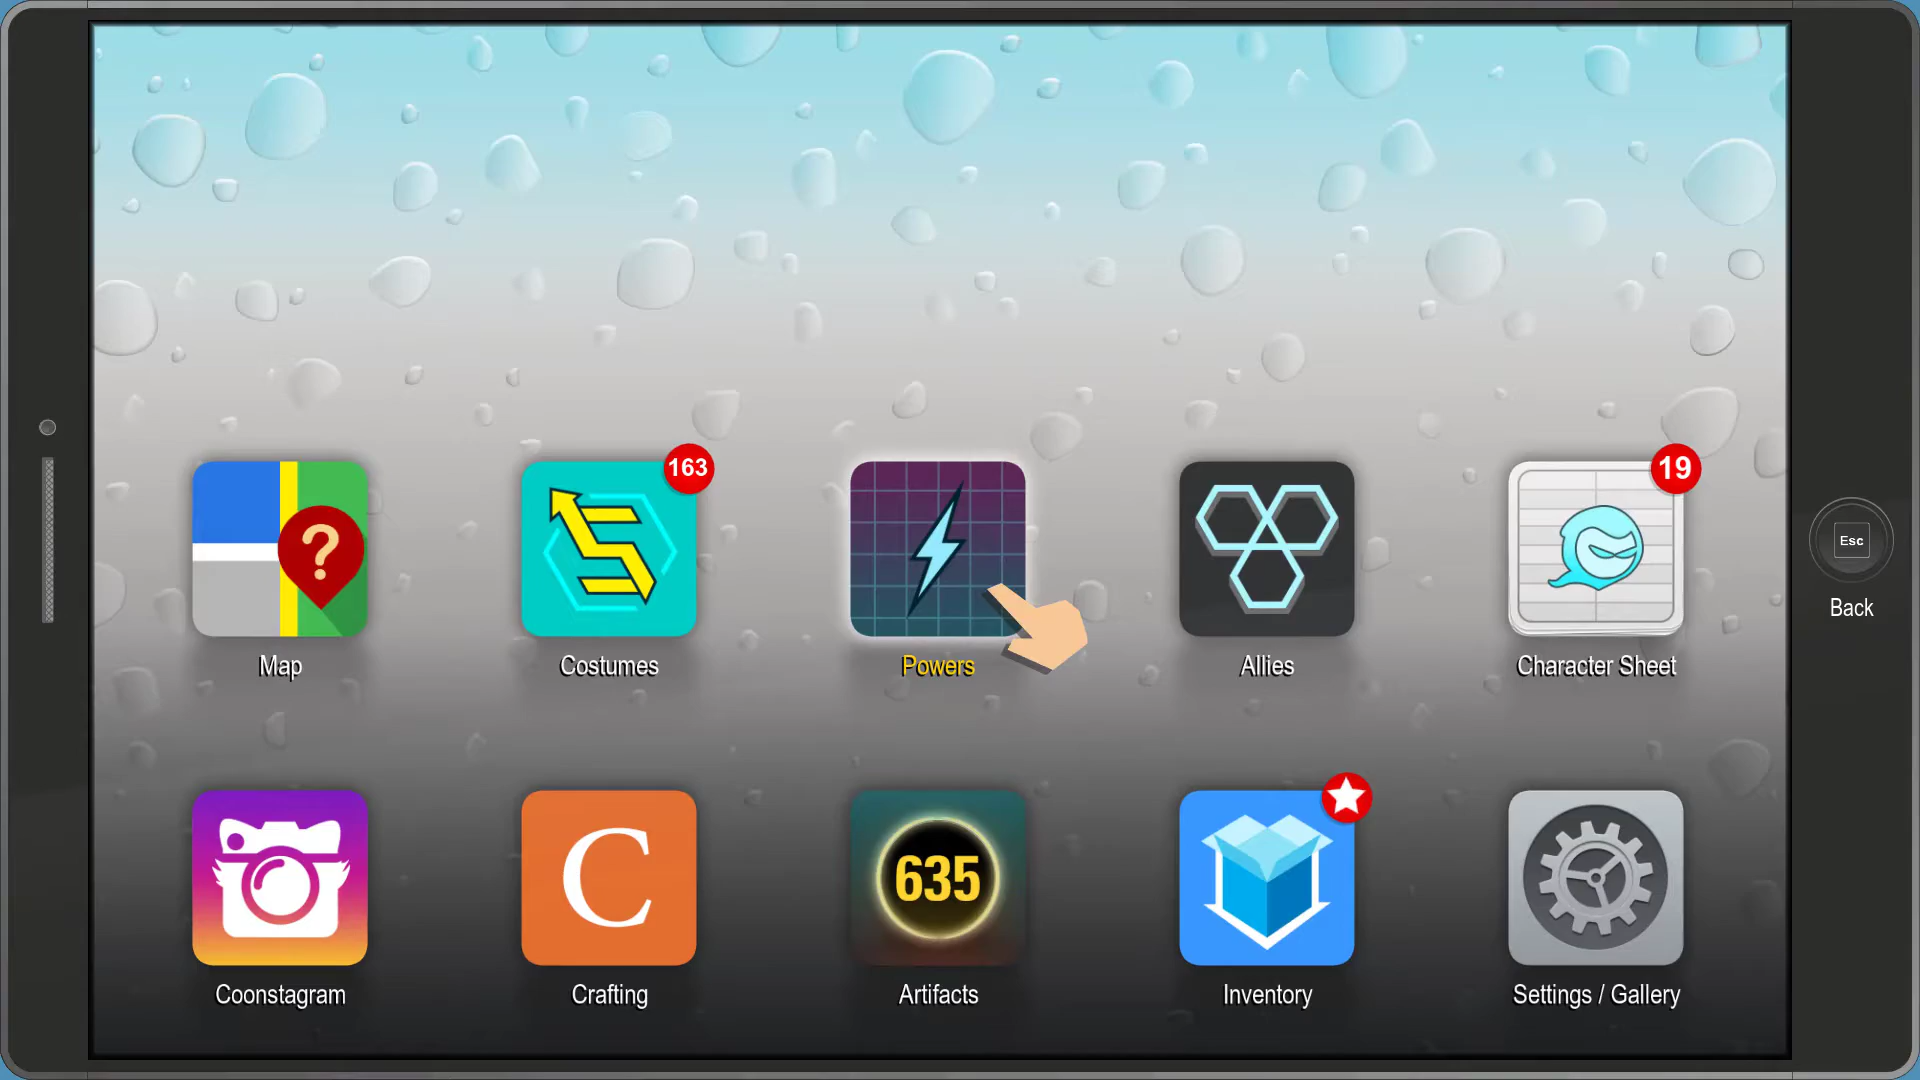 163
19
?
Esc
Back
Map
Costumes
Powers
Allies
Character Sheet
C
635
Coonstagram
Crafting
Artifacts
Inventory
Settings / Gallery